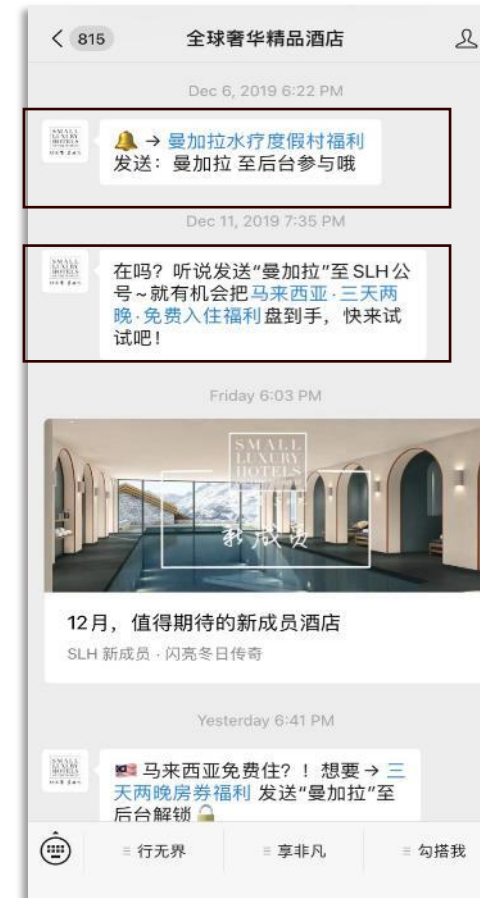 815
全球奢华精品酒店
Dec 6, 2019 6:22 PM
🔔 → 曼加拉水疗度假村福利
发送：曼加拉 至后台参与哦
Dec 11, 2019 7:35 PM
在吗？听说发送“曼加拉”至 SLH 公
号~就有机会把马来西亚·三天两
晚·免费入住福利盘到手，快来试
试吧！
Friday 6:03 PM
SMALL
LUXURY
HOTELS
新成员
12月，值得期待的新成员酒店
SLH 新成员 · 闪亮冬日传奇
Yesterday 6:41 PM
🇲🇾 马来西亚免费住？！想要 → 三
天两晚房券福利 发送“曼加拉”至
后台解锁 🔓
行无界
享非凡
勾搭我